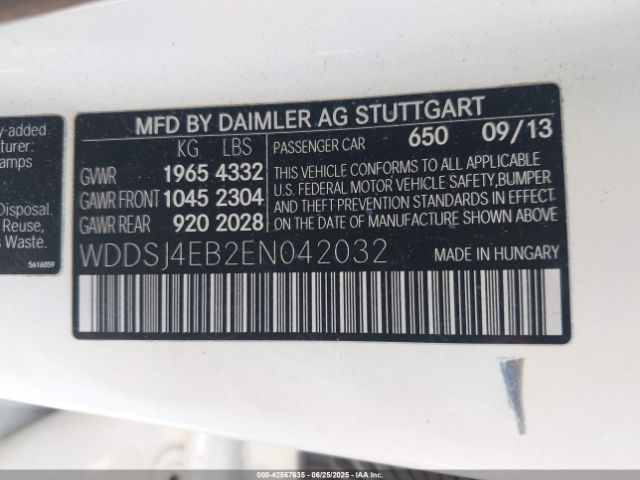 y-added
turer:
amps
Disposal.
Reuse,
s Waste.
5616059
MFD BY DAIMLER AG STUTTGART
KG LBS PASSENGER CAR 650 09/13
GVWR 1965 4332
GAWR FRONT 1045 2304
GAWR REAR 920 2028
THIS VEHICLE CONFORMS TO ALL APPLICABLE
U.S. FEDERAL MOTOR VEHICLE SAFETY,BUMPER
AND THEFT PREVENTION STANDARDS IN EFFECT
ON THE DATE OF MANUFACTURE SHOWN ABOVE
WDDSJ4EB2EN042032 MADE IN HUNGARY
000-42567635 - 06/25/2025 - IAA Inc.